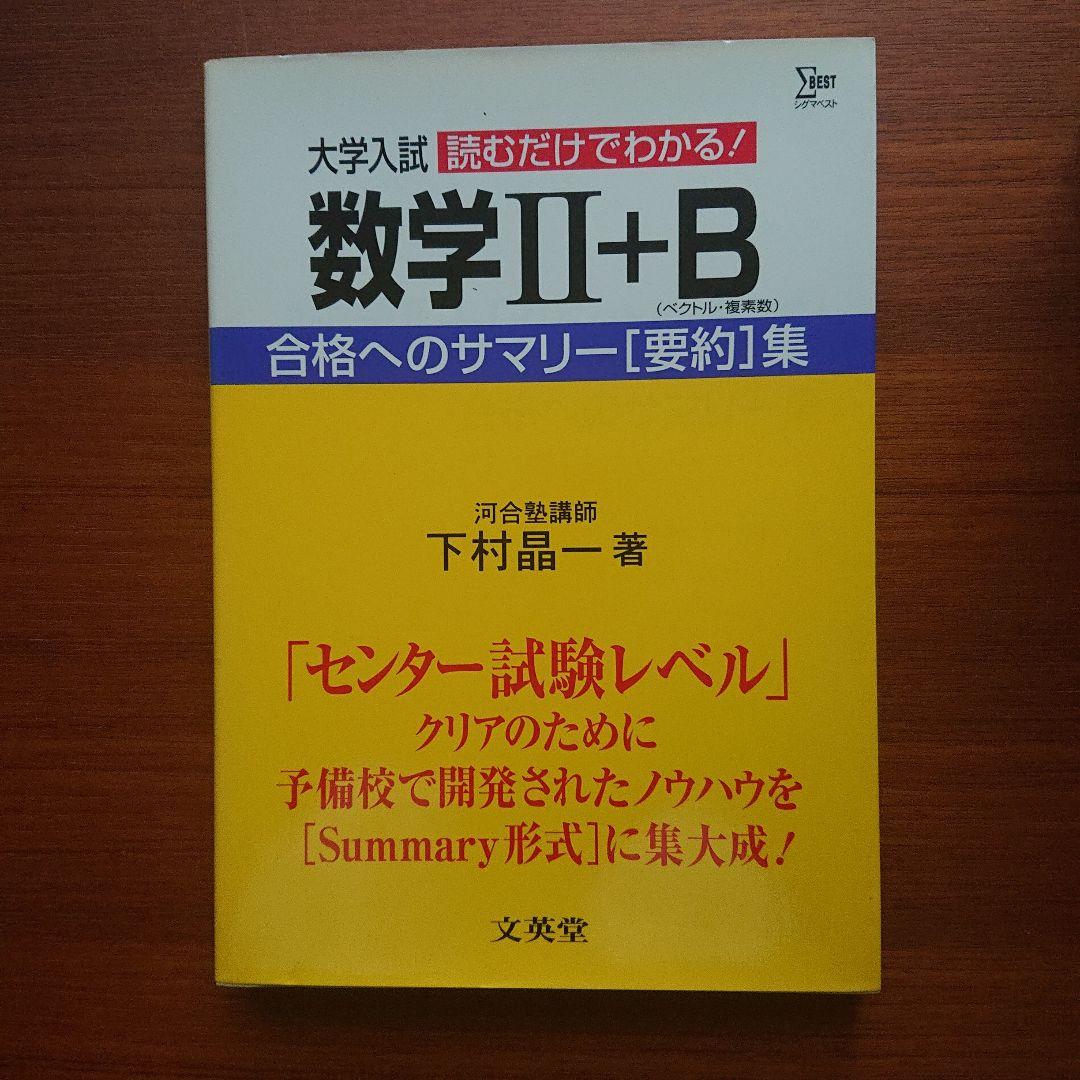 ΣBEST
シグマベスト
大学入試 読むだけでわかる!
数学Ⅱ+B
(ベクトル・複素数)
合格へのサマリー[要約]集
河合塾講師
下村晶一 著
「センター試験レベル」
クリアのために
予備校で開発されたノウハウを
[Summary形式]に集大成!
文英堂